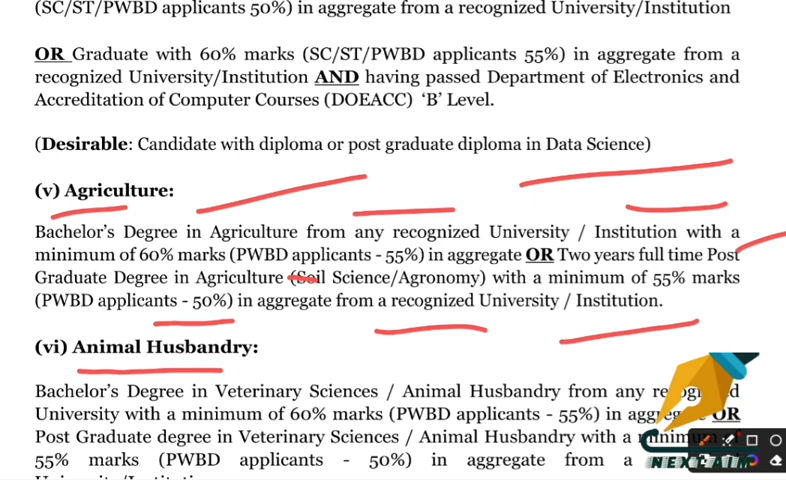 (SC/ST/PWBD applicants 50%) in aggregate from a recognized University/Institution
OR Graduate with 60% marks (SC/ST/PWBD applicants 55%) in aggregate from a
recognized University/Institution AND having passed Department of Electronics and
Accreditation of Computer Courses (DOEACC) ‘B’ Level.
(Desirable: Candidate with diploma or post graduate diploma in Data Science)
(v) Agriculture:
Bachelor’s Degree in Agriculture from any recognized University / Institution with a
minimum of 60% marks (PWBD applicants - 55%) in aggregate OR Two years full time Post
Graduate Degree in Agriculture (Soil Science/Agronomy) with a minimum of 55% marks
(PWBD applicants - 50%) in aggregate from a recognized University / Institution.
(vi) Animal Husbandry:
Bachelor’s Degree in Veterinary Sciences / Animal Husbandry from any
University with a minimum of 60% marks (PWBD applicants - 55%) in OR
Post Graduate degree in Veterinary Sciences / Animal Husbandry with a
55% marks (PWBD applicants - 50%) in aggregate from a